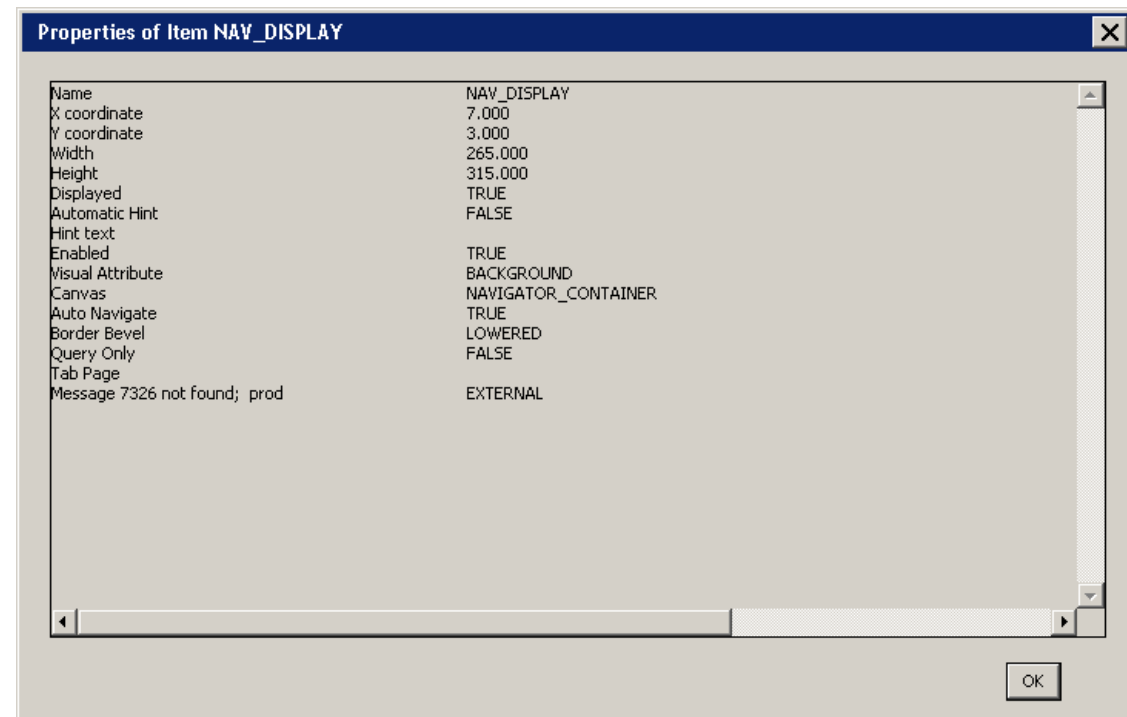 Properties of Item NAV_DISPLAY
Name NAV_DISPLAY
X coordinate 7.000
Y coordinate 3.000
Width 265.000
Height 315.000
Displayed TRUE
Automatic Hint FALSE
Hint text
Enabled TRUE
Visual Attribute BACKGROUND
Canvas NAVIGATOR_CONTAINER
Auto Navigate TRUE
Border Bevel LOWERED
Query Only FALSE
Tab Page
Message 7326 not found;  prod EXTERNAL
OK